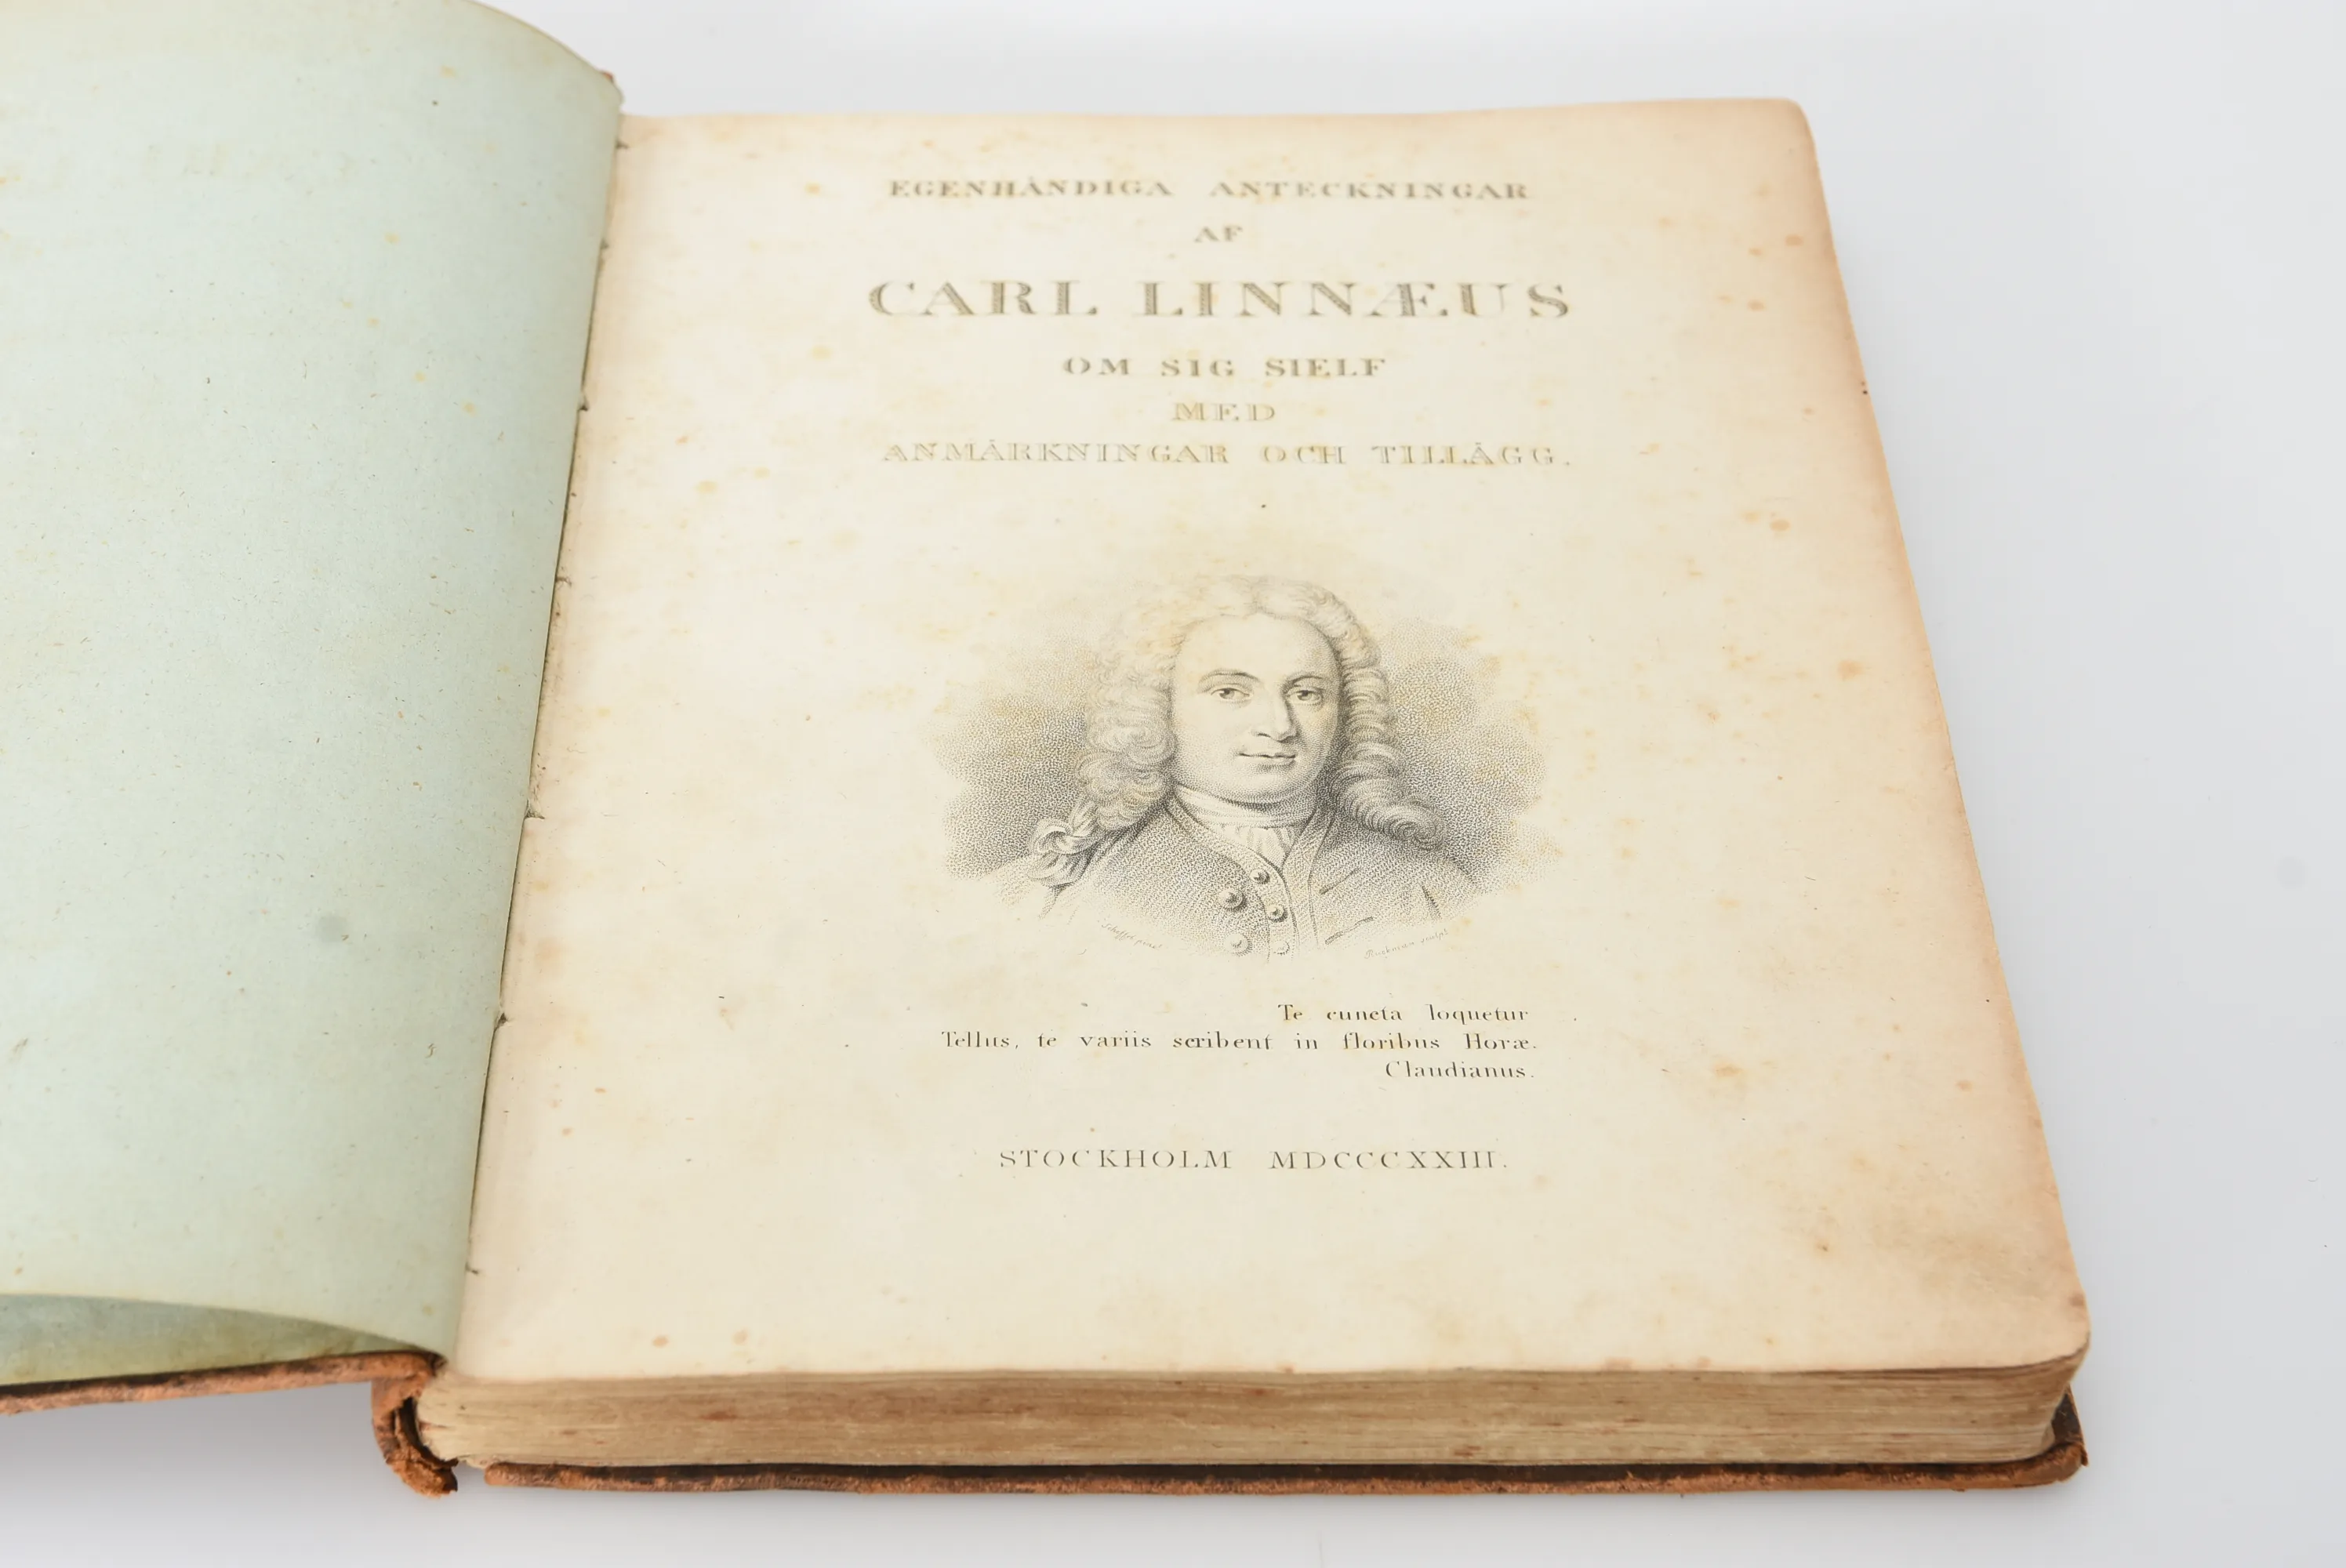 EGENHÄNDIGA ANTECKNINGAR
AF
CARL LINNÆUS
OM SIG SIELF
MED
ANMÄRKNINGAR OCH TILLÄGG.
Te cuncta loquetur
Tellus, te variis scribent in floribus Horæ.
Claudianus.
STOCKHOLM MDCCCXXIII.